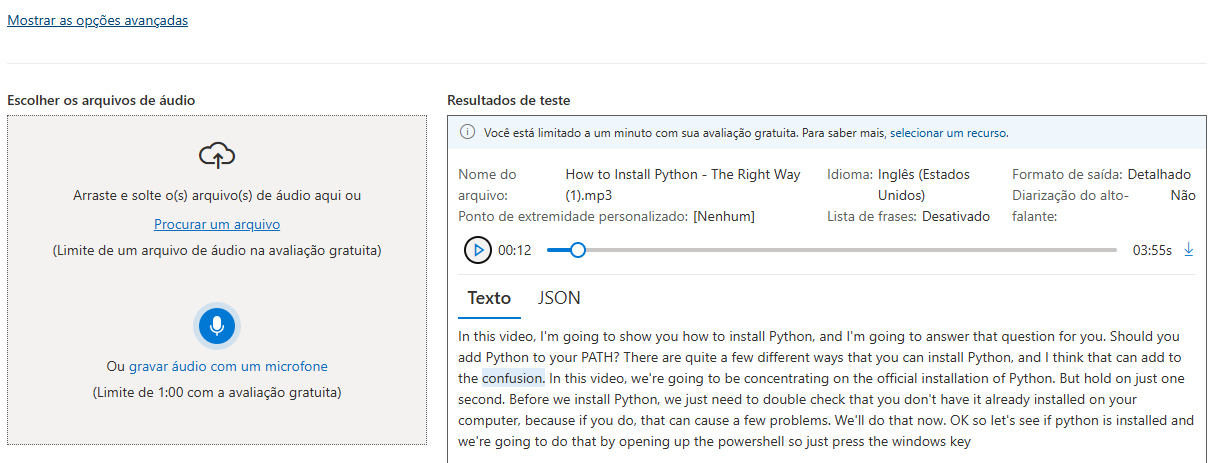 Mostrar as opções avançadas
Escolher os arquivos de áudio
Arraste e solte o(s) arquivo(s) de áudio aqui ou
Procurar um arquivo
(Limite de um arquivo de áudio na avaliação gratuita)
Ou gravar áudio com um microfone
(Limite de 1:00 com a avaliação gratuita)
Resultados de teste
Você está limitado a um minuto com sua avaliação gratuita. Para saber mais, selecionar um recurso.
Nome do arquivo: How to Install Python - The Right Way (1).mp3
Idioma: Inglês (Estados Unidos)
Formato de saída: Detalhado
Diarização do alto-falante: Não
Ponto de extremidade personalizado: [Nenhum]
Lista de frases: Desativado
00:12 03:55s
Texto JSON
In this video, I'm going to show you how to install Python, and I'm going to answer that question for you. Should you
add Python to your PATH? There are quite a few different ways that you can install Python, and I think that can add to
the confusion. In this video, we're going to be concentrating on the official installation of Python. But hold on just one
second. Before we install Python, we just need to double check that you don't have it already installed on your
computer, because if you do, that can cause a few problems. We'll do that now. OK so let's see if python is installed and
we're going to do that by opening up the powershell so just press the windows key